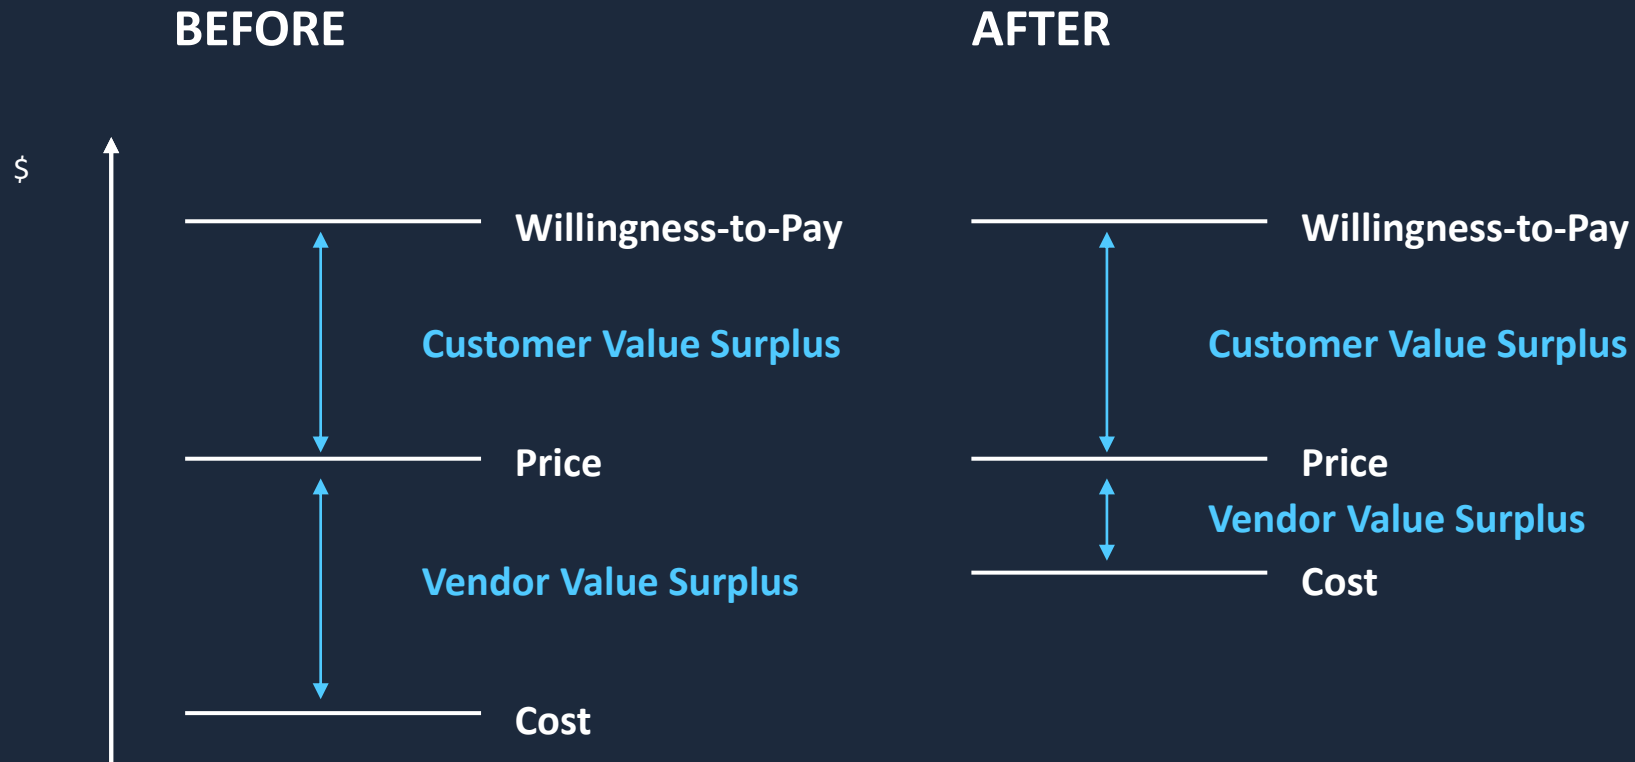 BEFORE
AFTER
$
Willingness-to-Pay
Customer Value Surplus
Price
Vendor Value Surplus
Cost
Willingness-to-Pay
Customer Value Surplus
Price
Vendor Value Surplus
Cost